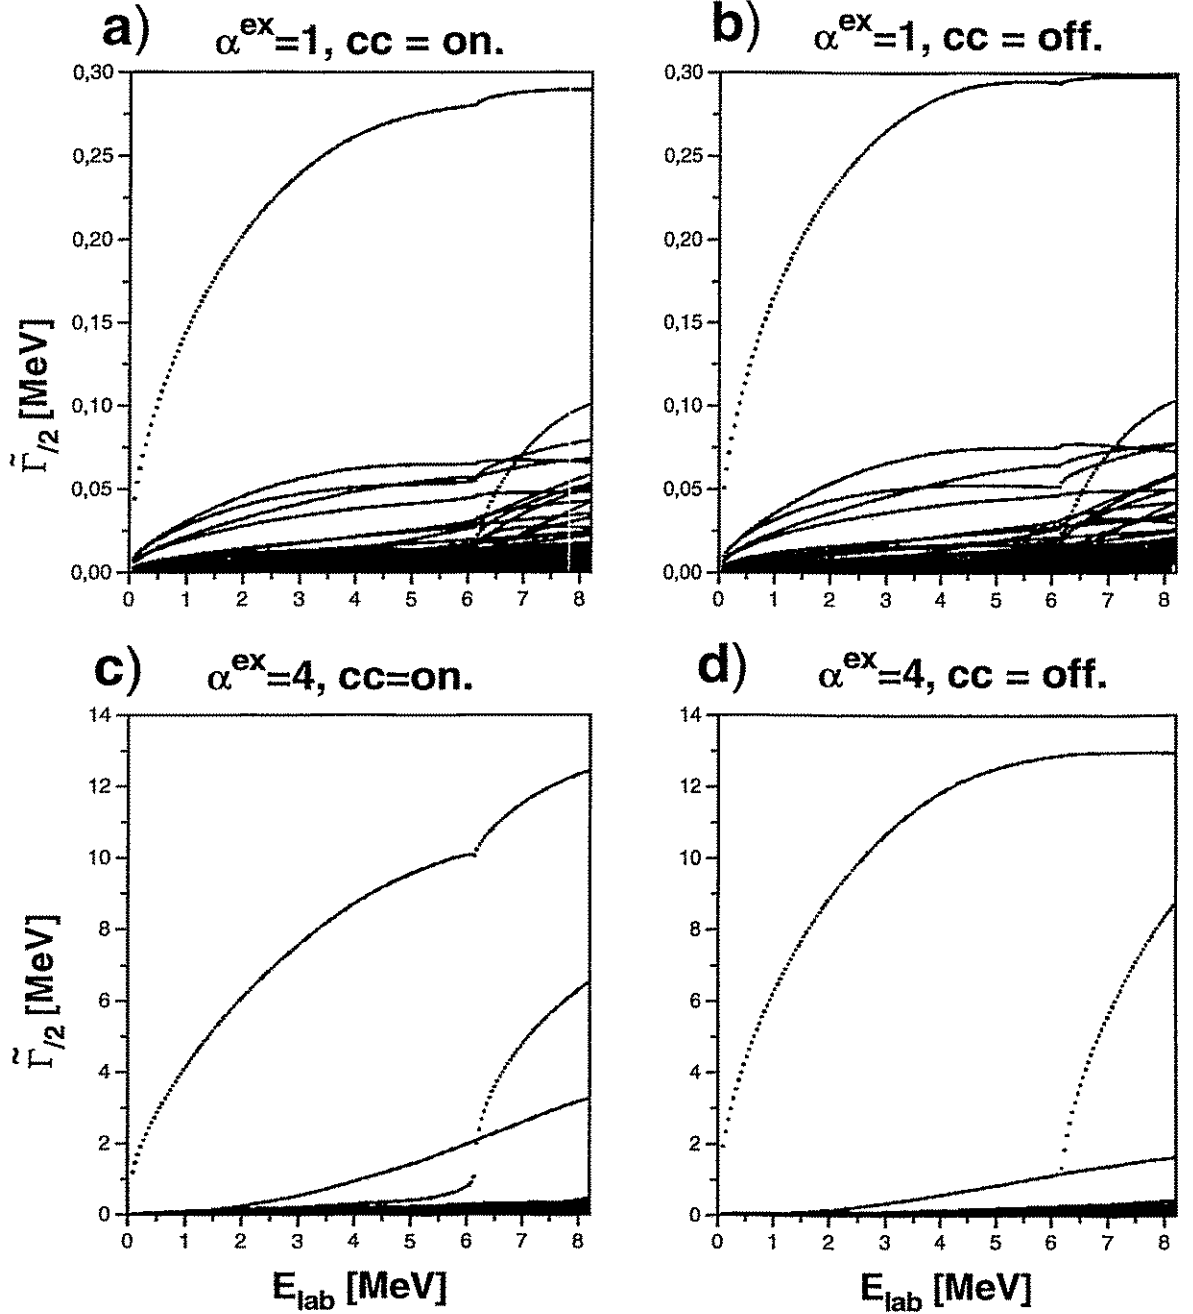 a) α^ex=1, cc = on.
b) α^ex=1, cc = off.
0,30
0,25
0,20
0,15
0,10
0,05
0,00
Γ̃/2 [MeV]
0 1 2 3 4 5 6 7 8
0,30
0,25
0,20
0,15
0,10
0,05
0,00
0 1 2 3 4 5 6 7 8
c) α^ex=4, cc=on.
d) α^ex=4, cc = off.
14
12
10
8
6
4
2
0
Γ̃/2 [MeV]
0 1 2 3 4 5 6 7 8
E_lab [MeV]
14
12
10
8
6
4
2
0
0 1 2 3 4 5 6 7 8
E_lab [MeV]